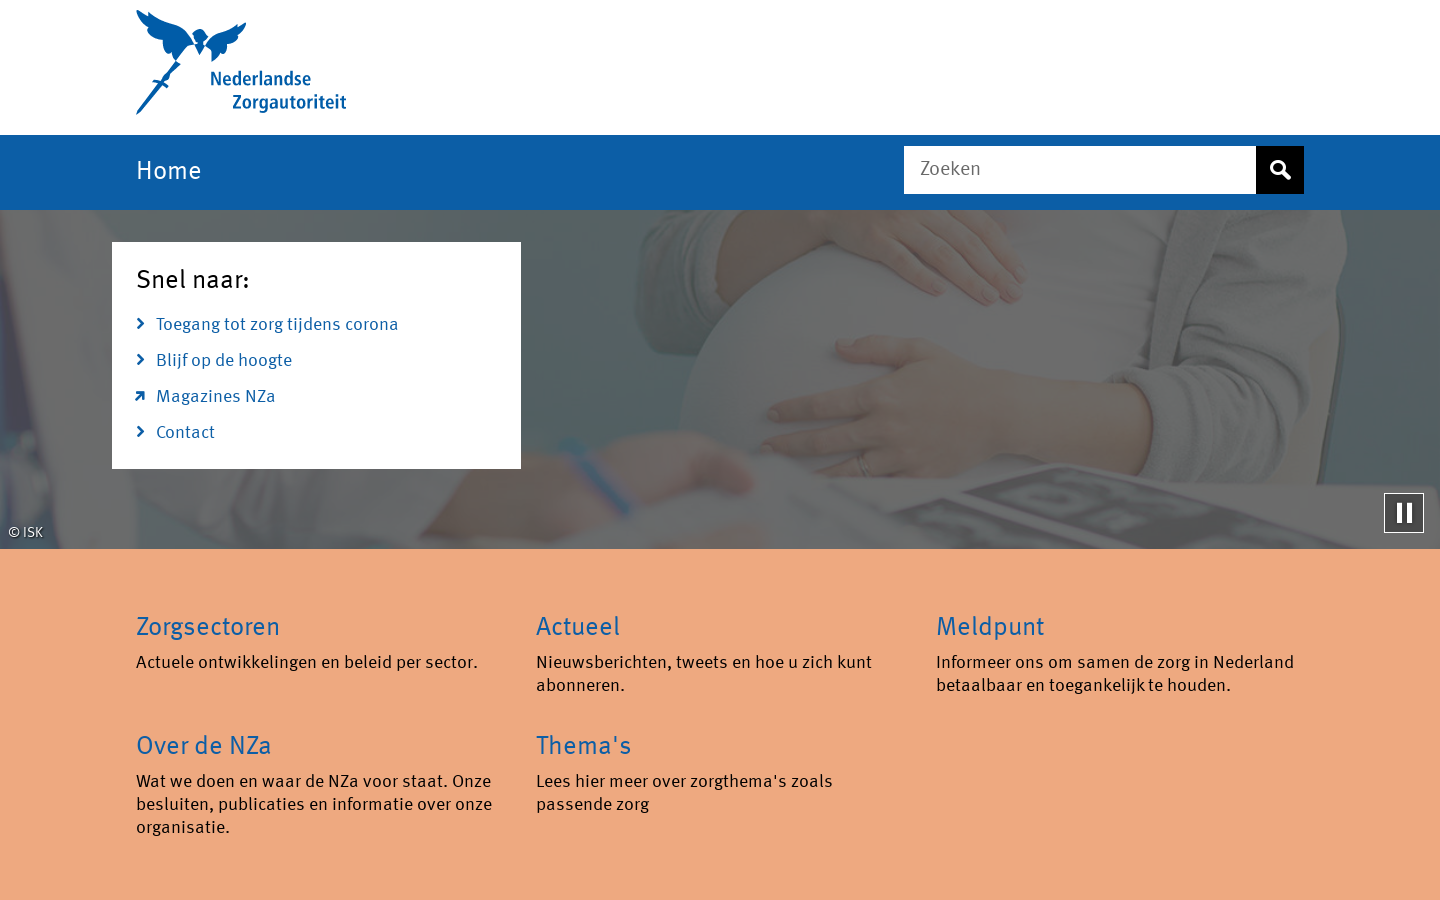 Nederlandse
Zorgautoriteit
Home
Zoeken
Snel naar:
Toegang tot zorg tijdens corona
Blijf op de hoogte
Magazines NZa
Contact
© ISK
Zorgsectoren
Actuele ontwikkelingen en beleid per sector.
Actueel
Nieuwsberichten, tweets en hoe u zich kunt
abonneren.
Meldpunt
Informeer ons om samen de zorg in Nederland
betaalbaar en toegankelijk te houden.
Over de NZa
Wat we doen en waar de NZa voor staat. Onze
besluiten, publicaties en informatie over onze
organisatie.
Thema's
Lees hier meer over zorgthema's zoals
passende zorg